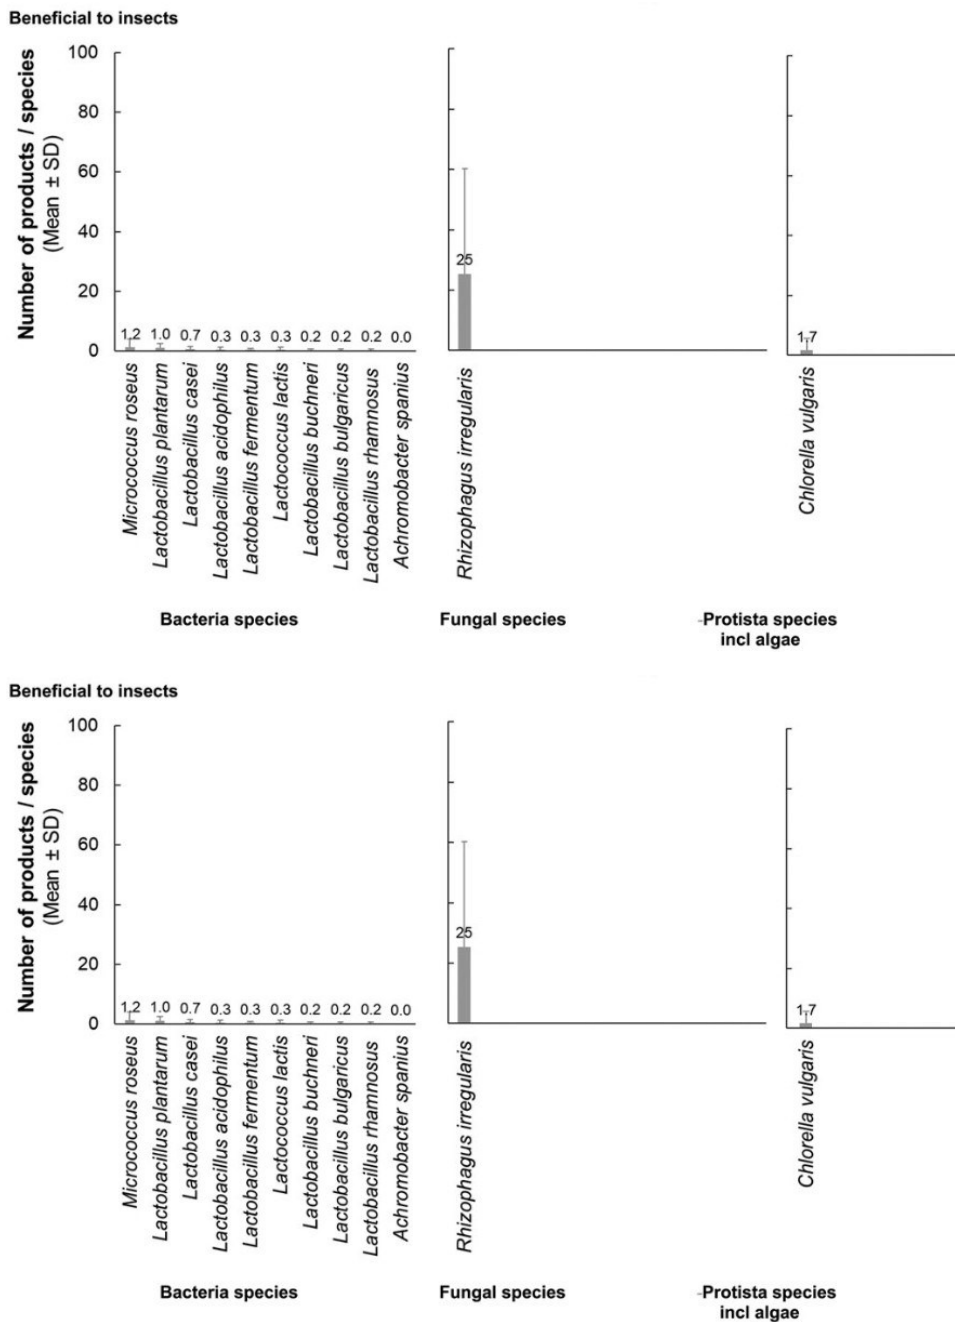 Beneficial to insects
Number of products / species
(Mean ± SD)
100
80
60
40
20
0
1.2 1.0 0.7 0.3 0.3 0.3 0.2 0.2 0.2 0.0
25
1.7
Micrococcus roseus
Lactobacillus plantarum
Lactobacillus casei
Lactobacillus acidophilus
Lactobacillus fermentum
Lactococcus lactis
Lactobacillus buchneri
Lactobacillus bulgaricus
Lactobacillus rhamnosus
Achromobacter spanius
Rhizophagus irregularis
Chlorella vulgaris
Bacteria species
Fungal species
-Protista species
incl algae
Beneficial to insects
Number of products / species
(Mean ± SD)
100
80
60
40
20
0
1.2 1.0 0.7 0.3 0.3 0.3 0.2 0.2 0.2 0.0
25
1.7
Micrococcus roseus
Lactobacillus plantarum
Lactobacillus casei
Lactobacillus acidophilus
Lactobacillus fermentum
Lactococcus lactis
Lactobacillus buchneri
Lactobacillus bulgaricus
Lactobacillus rhamnosus
Achromobacter spanius
Rhizophagus irregularis
Chlorella vulgaris
Bacteria species
Fungal species
-Protista species
incl algae